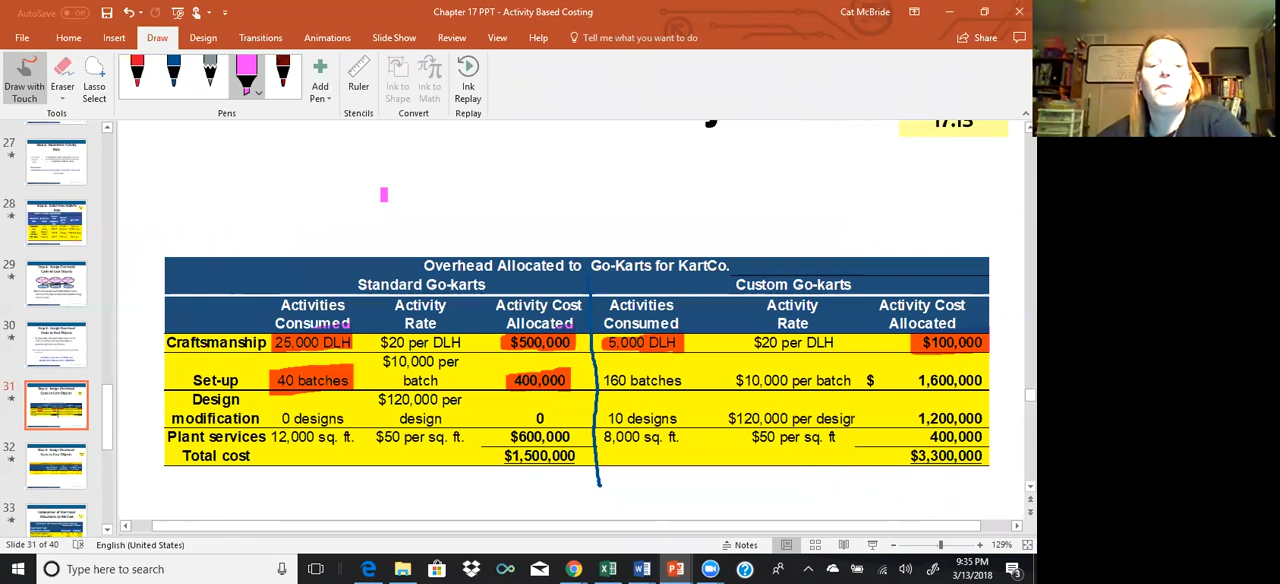 AutoSave Off
Chapter 17 PPT - Activity Based Costing
Cat McBride
File Home Insert Draw Design Transitions Animations Slide Show Review View Help Tell me what you want to do
Share
Draw with Touch
Eraser
Lasso Select
Add Pen
Ruler
Ink to Shape
Ink to Math
Ink Replay
Tools Pens Stencils Convert Replay
27
28
29
30
31
32
33
Overhead Allocated to Go-Karts for KartCo.
Standard Go-karts Custom Go-karts
Activities Activity Activity Cost Activities Activity Activity Cost
Consumed Rate Allocated Consumed Rate Allocated
Craftsmanship 25,000 DLH $20 per DLH $500,000 5,000 DLH $20 per DLH $100,000
$10,000 per
Set-up 40 batches batch 400,000 160 batches $10,000 per batch $ 1,600,000
Design $120,000 per
modification 0 designs design 0 10 designs $120,000 per desigr 1,200,000
Plant services 12,000 sq. ft. $50 per sq. ft. $600,000 8,000 sq. ft. $50 per sq. ft 400,000
Total cost $1,500,000 $3,300,000
Slide 31 of 40 English (United States) Notes 129%
Type here to search
9:35 PM
3/13/2018
3